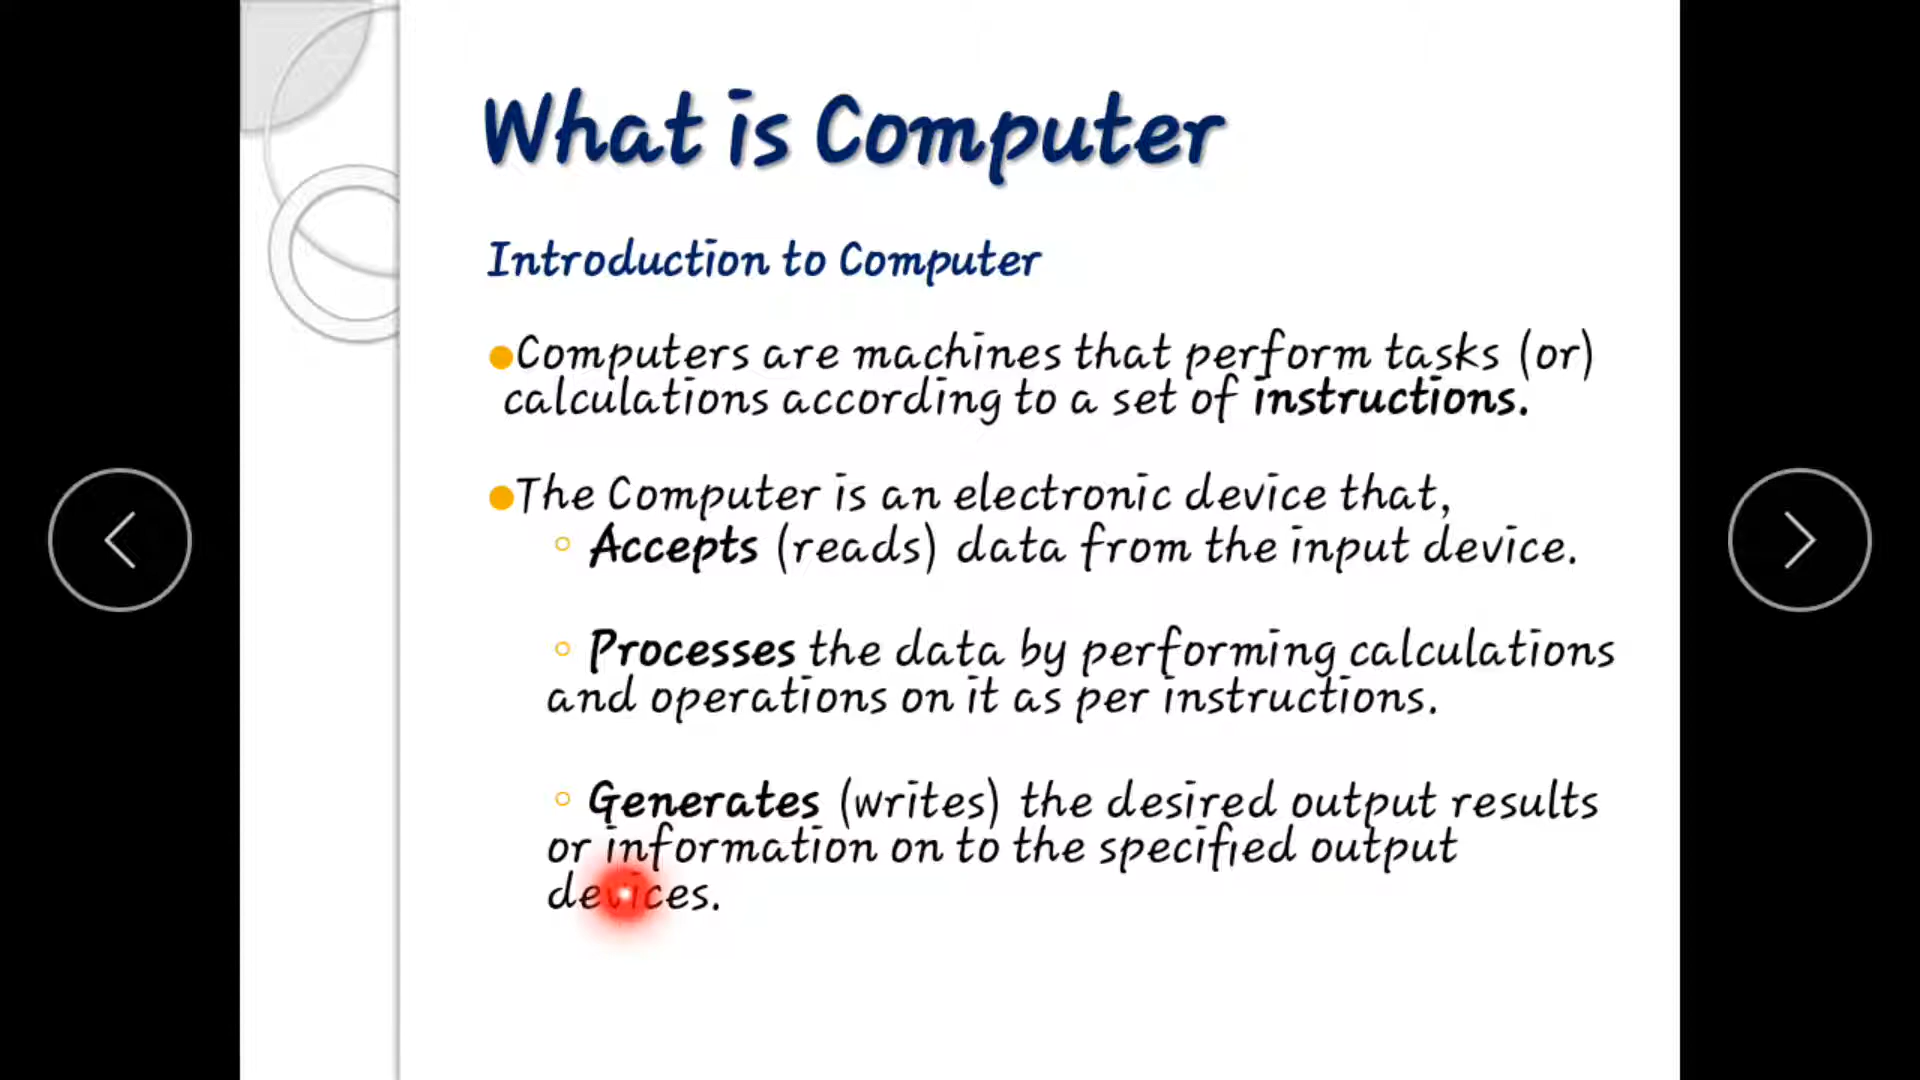 What is Computer
Introduction to Computer
Computers are machines that perform tasks (or)
calculations according to a set of instructions.
The Computer is an electronic device that,
Accepts (reads) data from the input device.
Processes the data by performing calculations
and operations on it as per instructions.
Generates (writes) the desired output results
or information on to the specified output
devices.